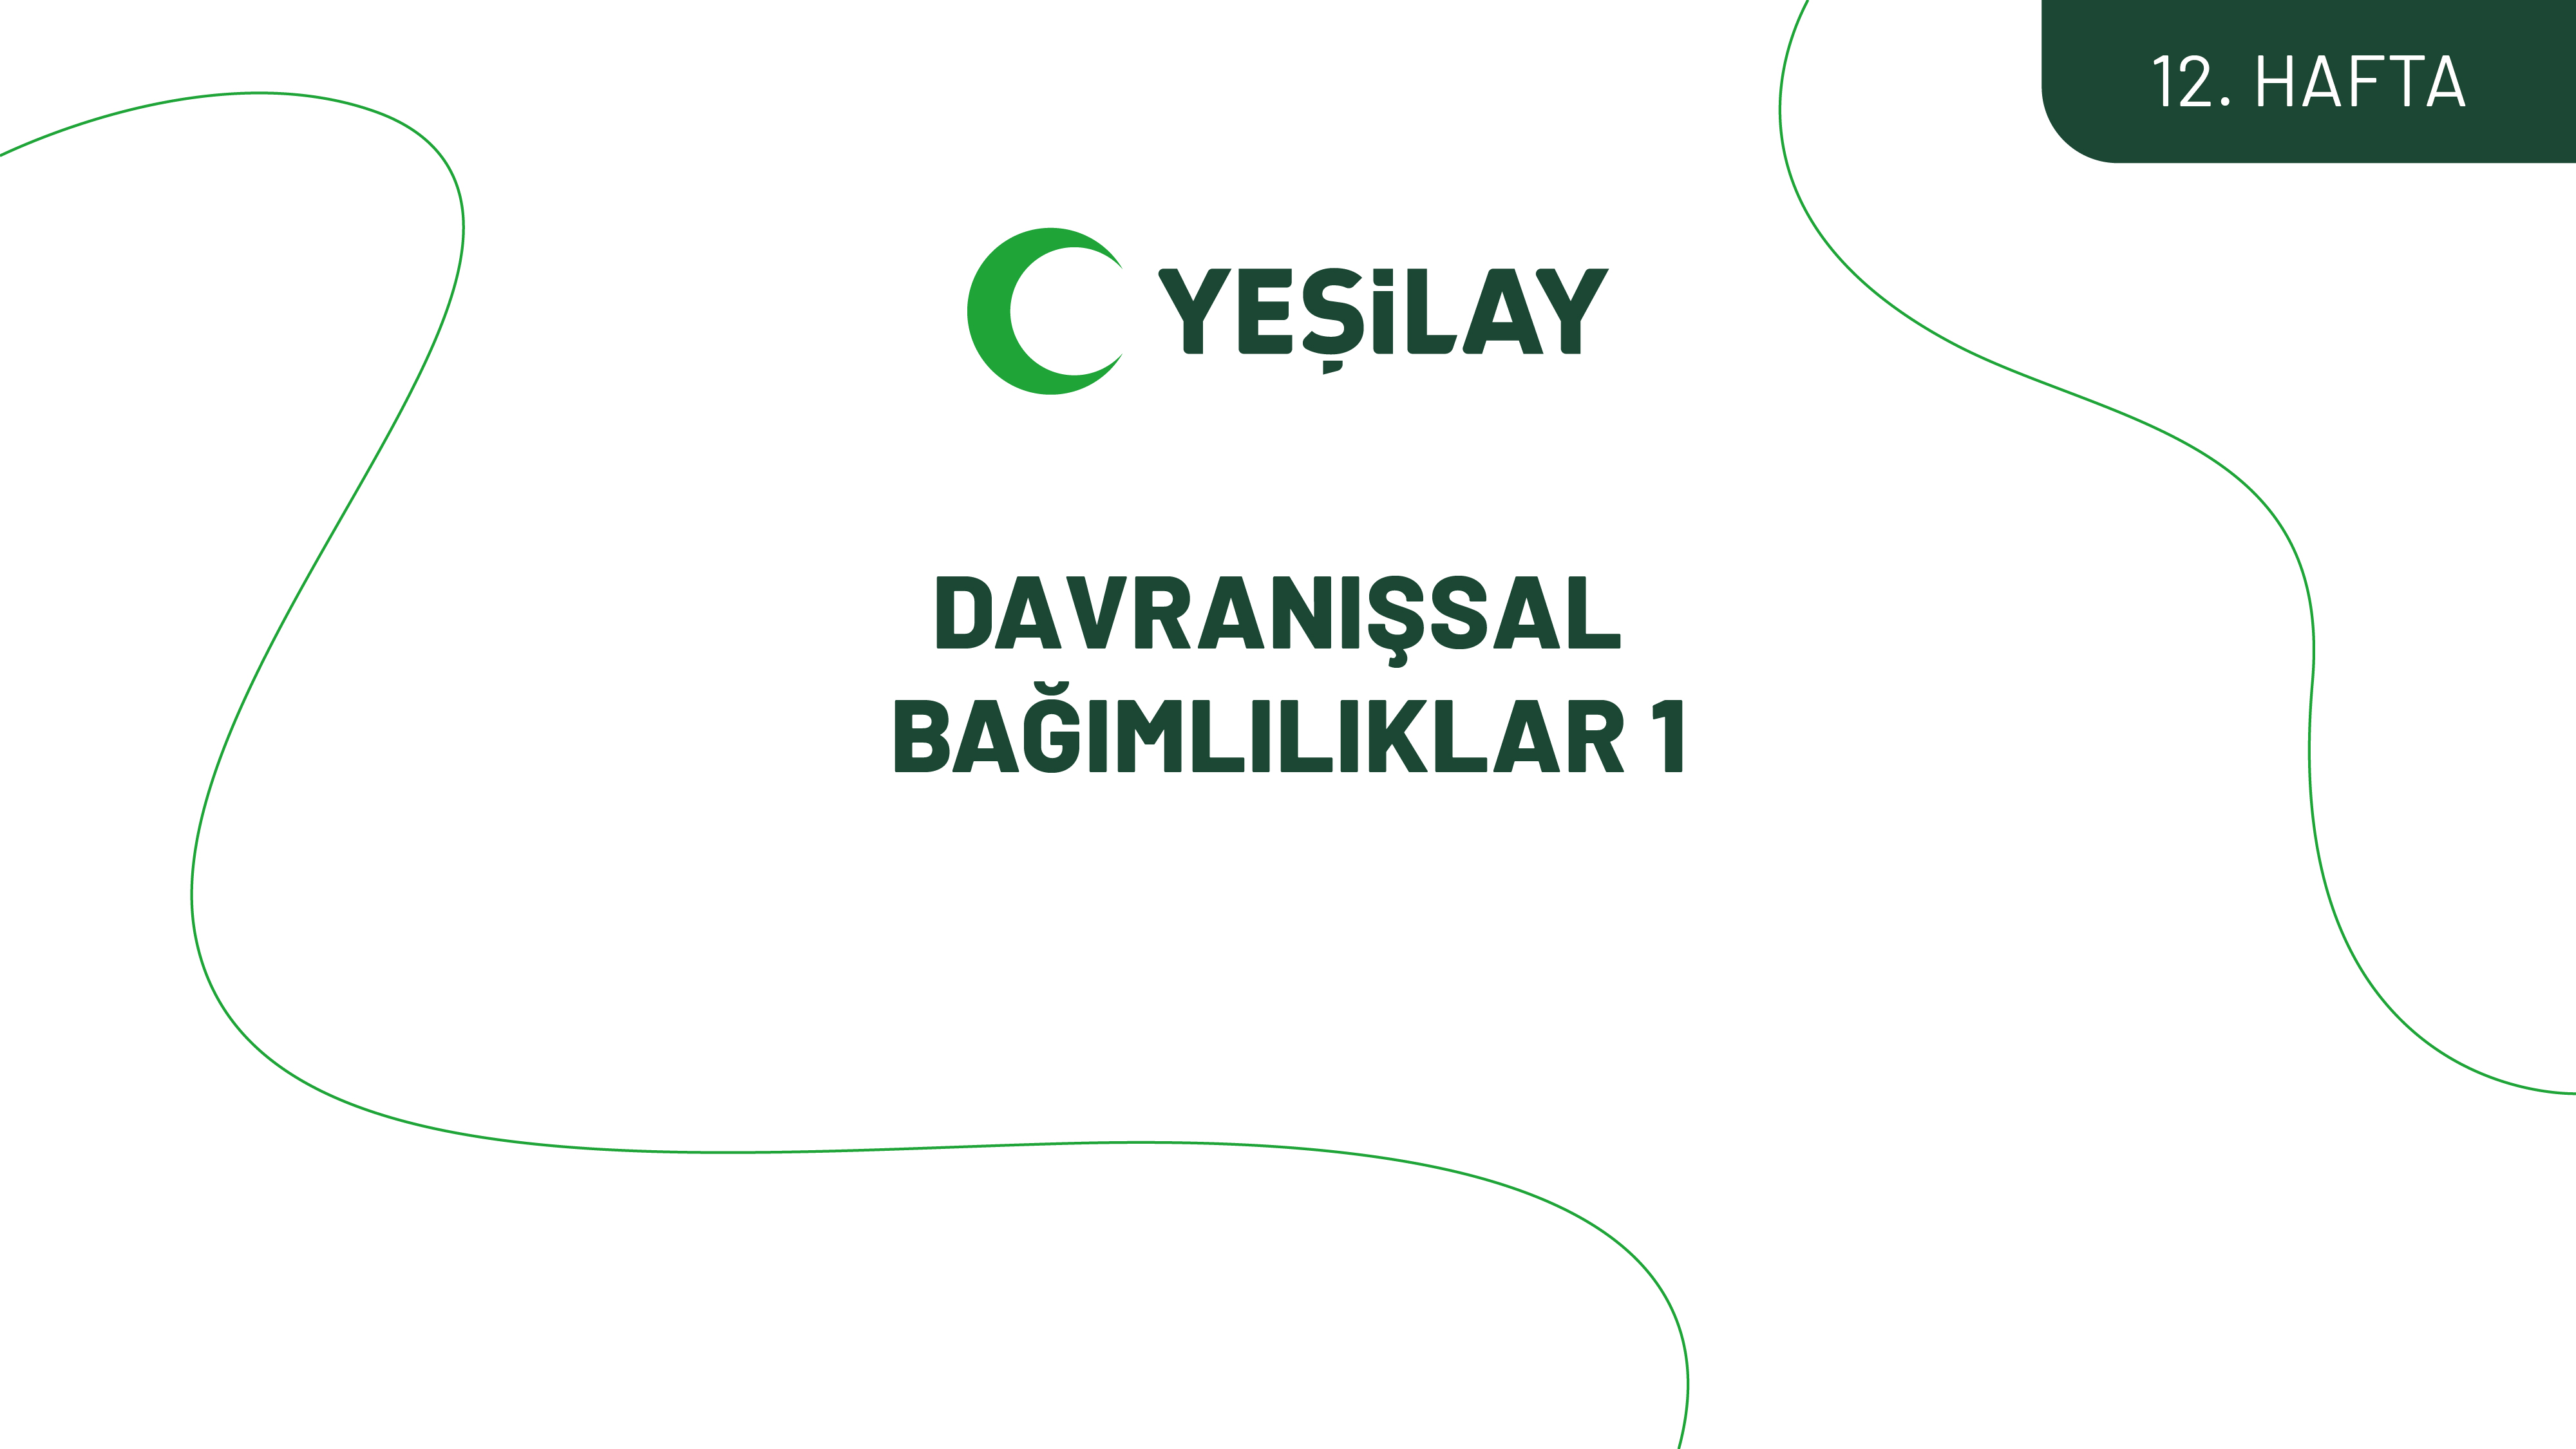 12. HAFTA
YEŞİLAY
DAVRANIŞSAL
BAĞIMLILIKLAR 1